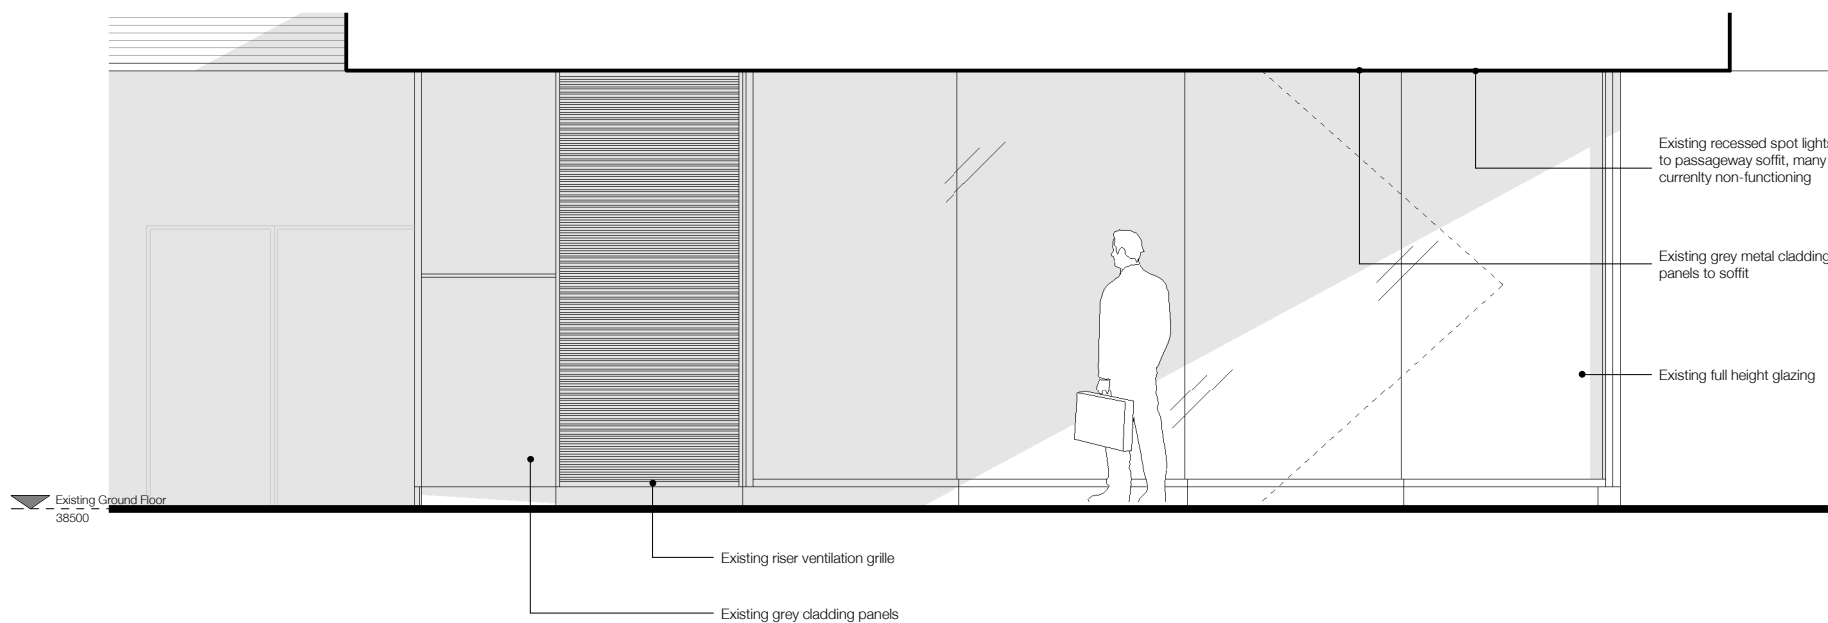 Existing recessed spot lights
to passageway soffit, many
currenlty non-functioning
Existing grey metal cladding
panels to soffit
Existing full height glazing
Existing Ground Floor
38500
Existing riser ventilation grille
Existing grey cladding panels